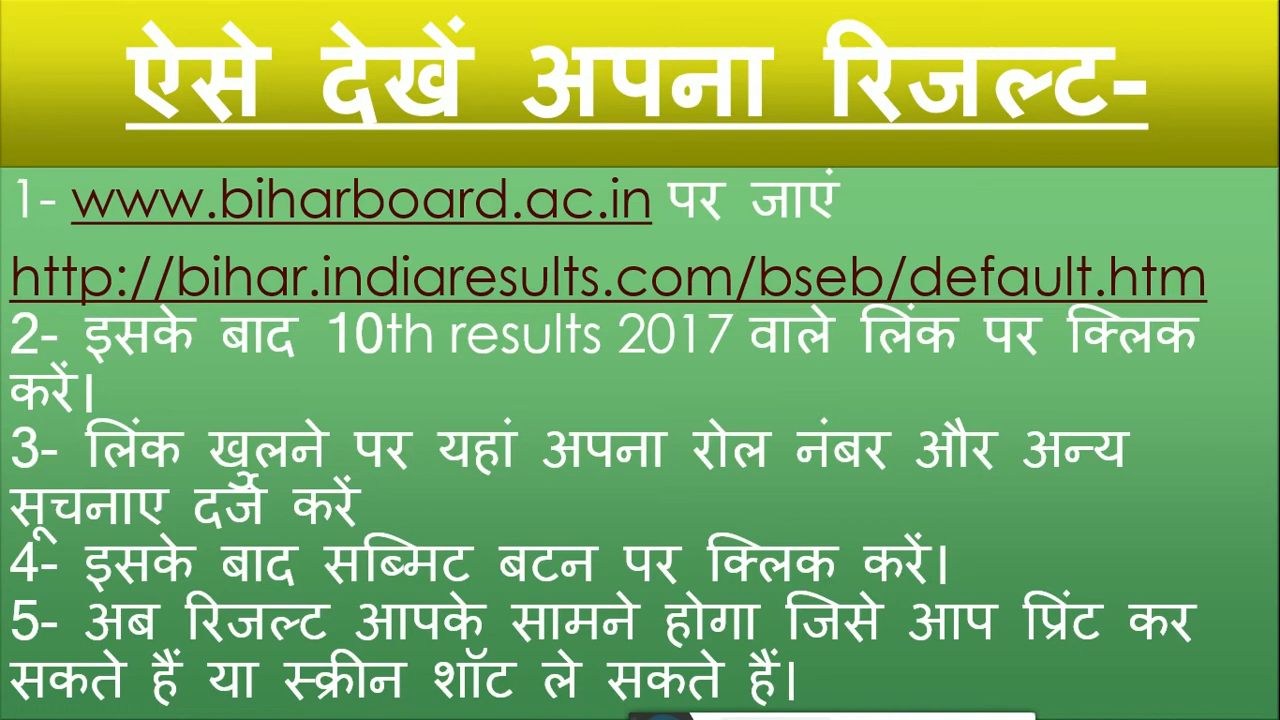 ऐसे देखें अपना रिजल्ट-
1- www.biharboard.ac.in पर जाएं
http://bihar.indiaresults.com/bseb/default.htm
2- इसके बाद 10th results 2017 वाले लिंक पर क्लिक
करें।
3- लिंक खुलने पर यहां अपना रोल नंबर और अन्य
सूचनाए दर्ज करें
4- इसके बाद सब्मिट बटन पर क्लिक करें।
5- अब रिजल्ट आपके सामने होगा जिसे आप प्रिंट कर
सकते हैं या स्क्रीन शॉट ले सकते हैं।